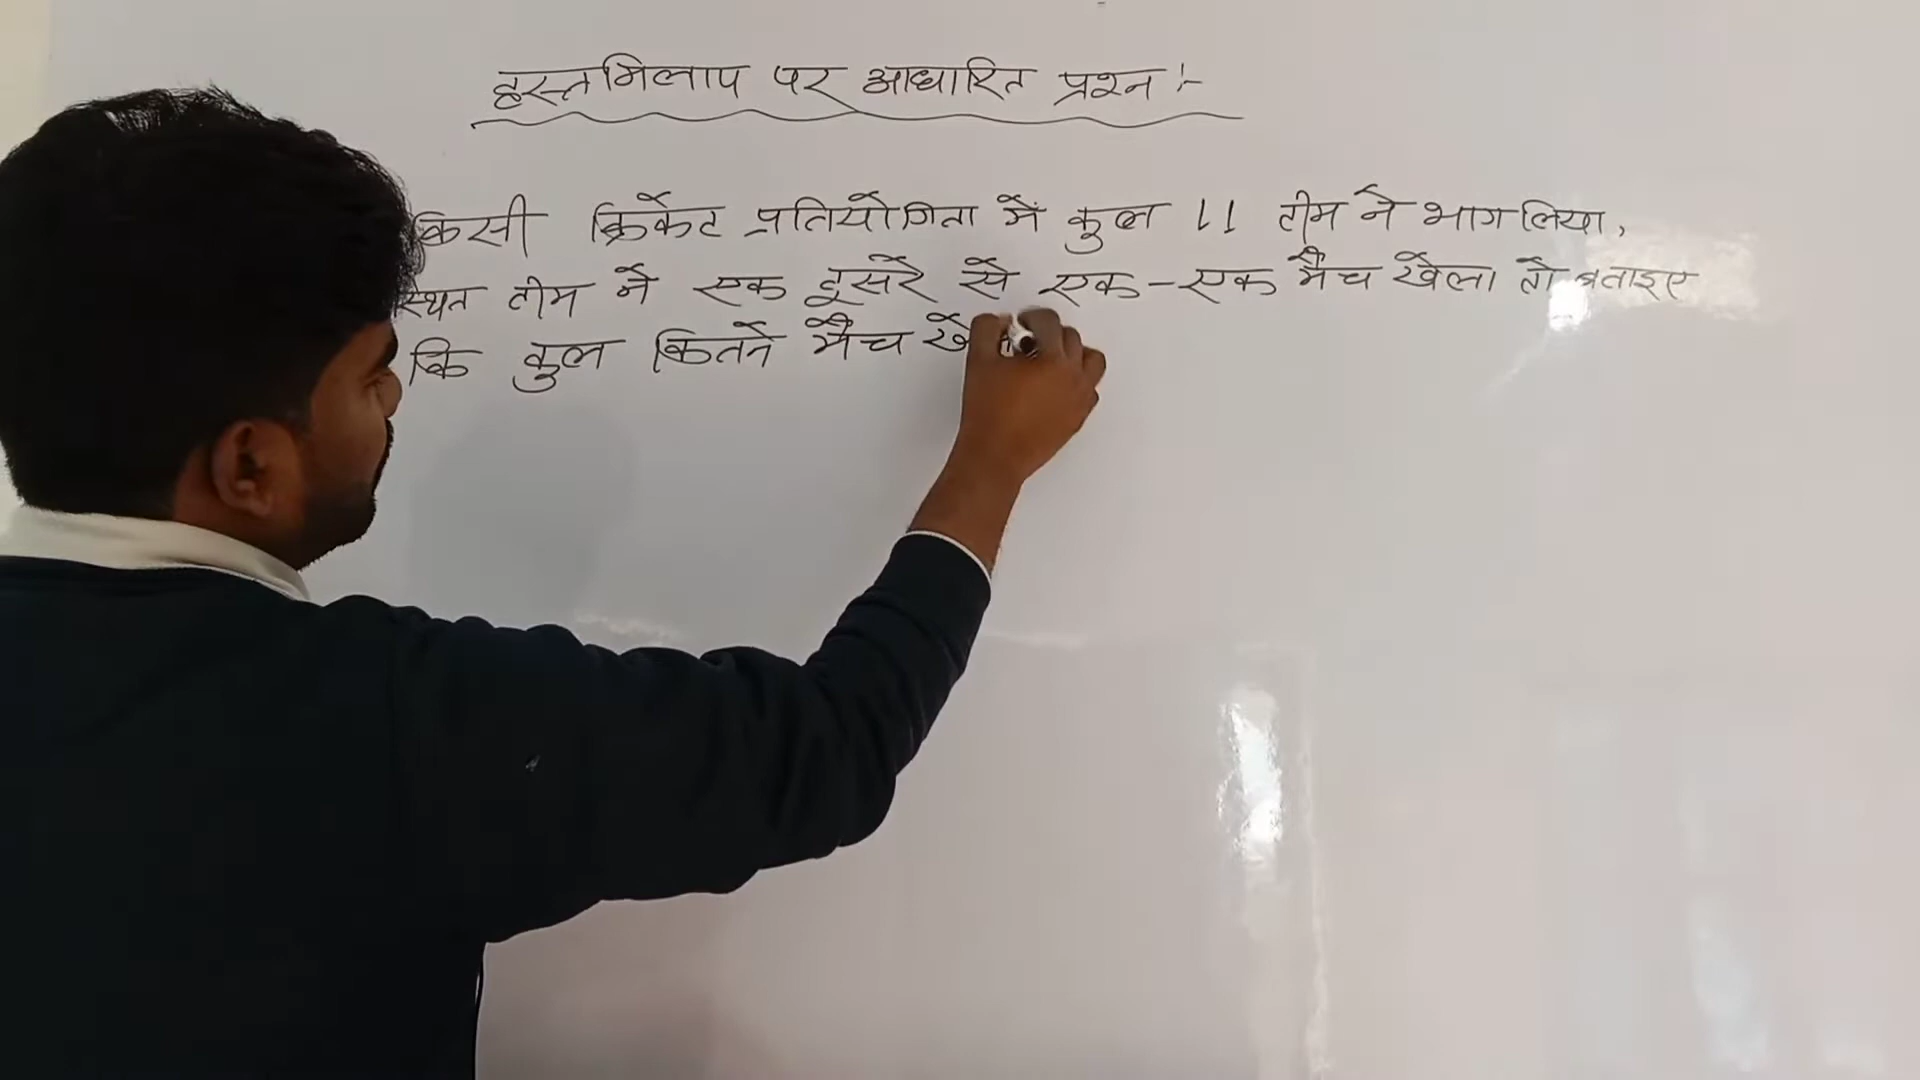 हस्तमिलाप पर आधारित प्रश्न :-
किसी क्रिकेट प्रतियोगिता में कुल 11 टीम ने भाग लिया,
टीम ने एक दूसरे से एक-एक मैच खेला तो बताइए
कि कुल कितने मैच